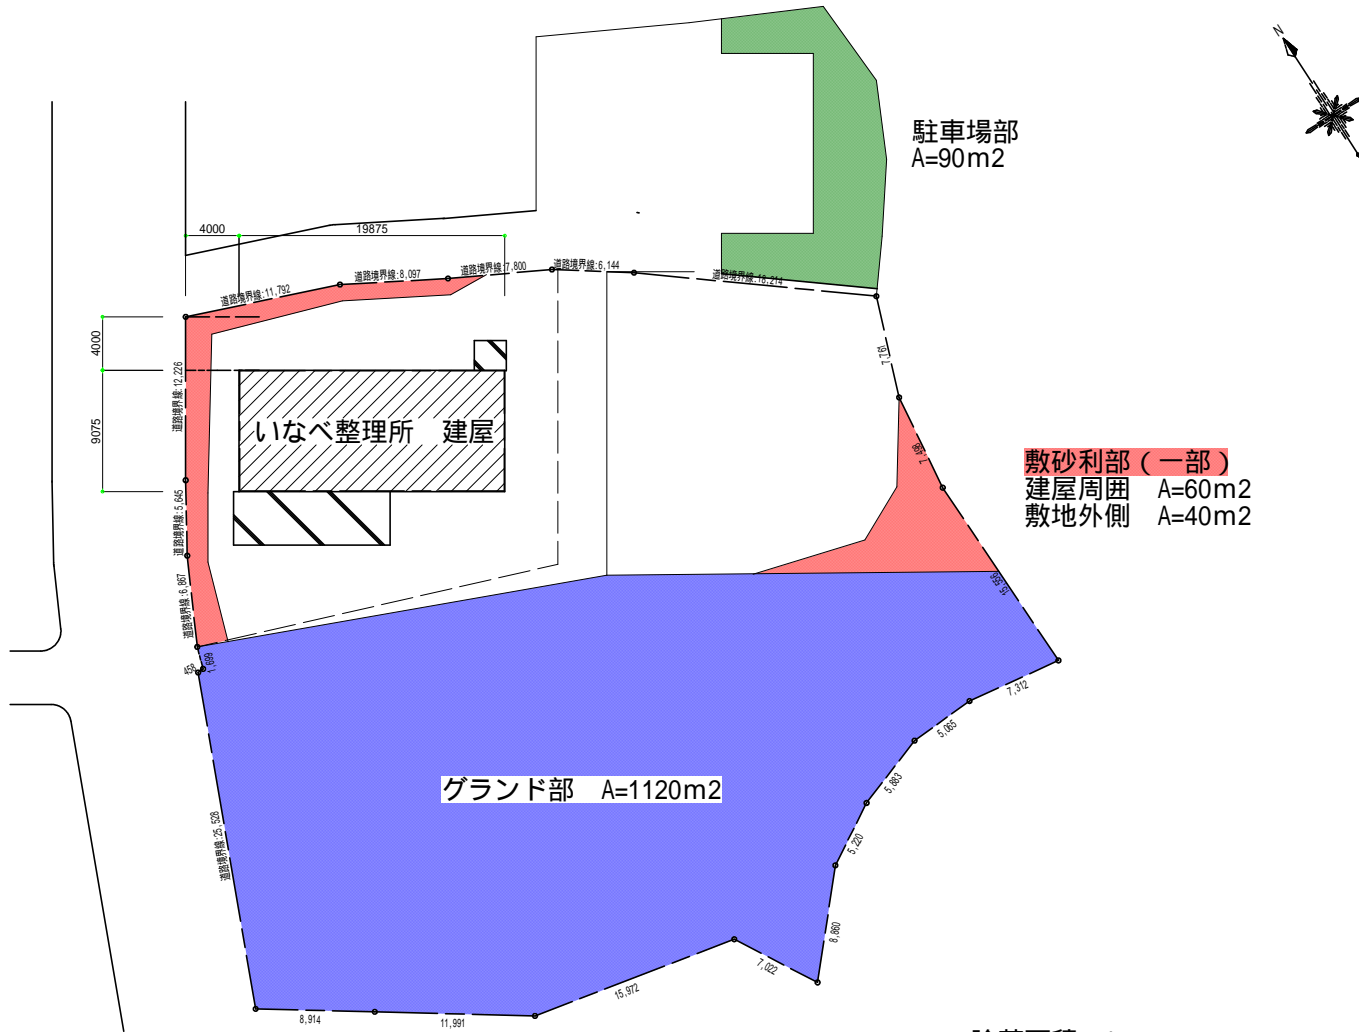 N
駐車場部
A=90m2
4000
19875
道路境界線:11,792
道路境界線:8,097
道路境界線:7,800
道路境界線:6,144
道路境界線:18,214
4000
9075
道路境界線:12,226
道路境界線:5,645
道路境界線:6,867
いなべ整理所　建屋
7,761
敷砂利部（一部）
建屋周囲　A=60m2
敷地外側　A=40m2
458
1,699
グランド部　A=1120m2
道路境界線:25,528
7,312
5,065
5,883
5,220
8,860
7,022
15,972
11,991
8,914